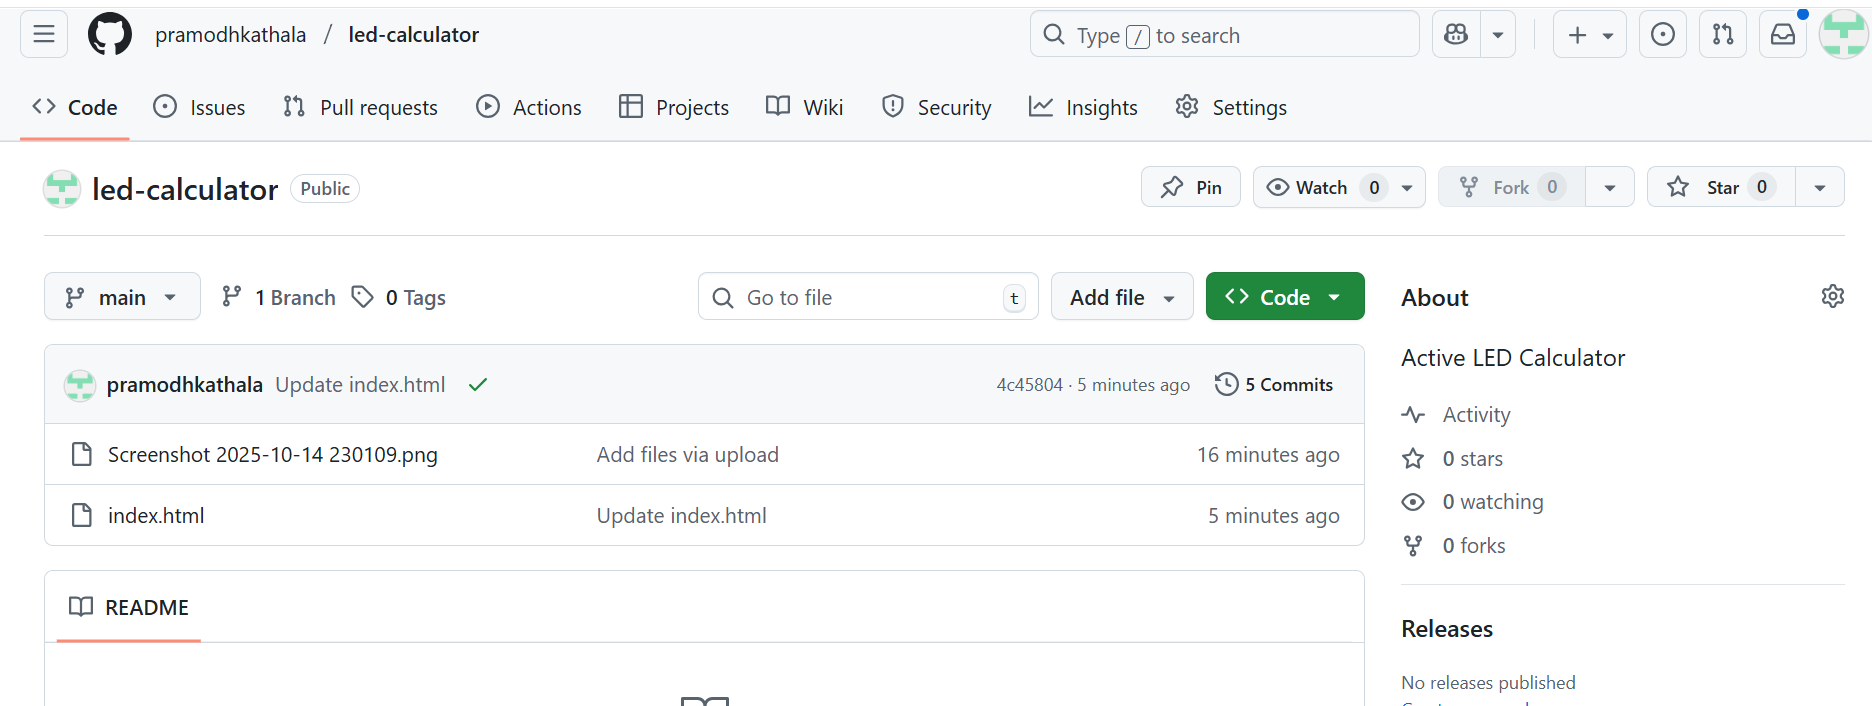 pramodhkathala / led-calculator
Type / to search
Code Issues Pull requests Actions Projects Wiki Security Insights Settings
led-calculator Public
Pin Watch 0 Fork 0 Star 0
main 1 Branch 0 Tags Go to file t Add file Code
pramodhkathala Update index.html 4c45804 · 5 minutes ago 5 Commits
Screenshot 2025-10-14 230109.png Add files via upload 16 minutes ago
index.html Update index.html 5 minutes ago
README
About
Active LED Calculator
Activity
0 stars
0 watching
0 forks
Releases
No releases published